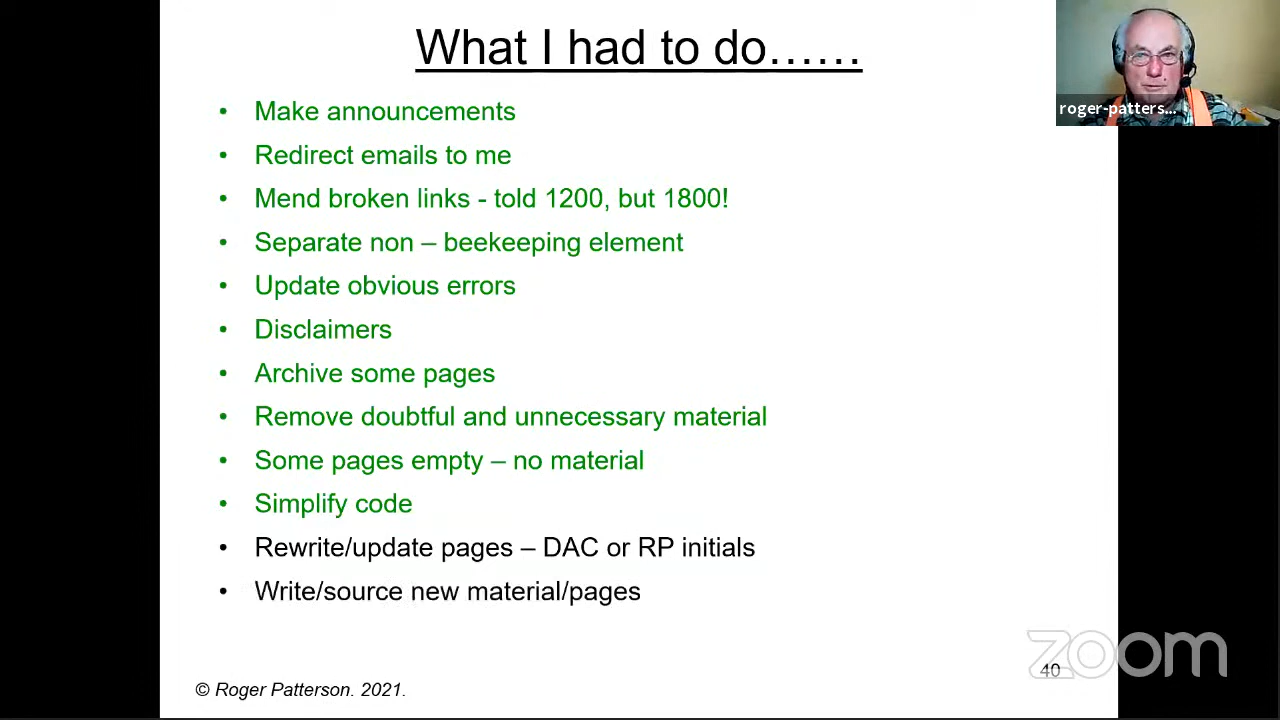 What I had to do……
roger-patters...
• Make announcements
• Redirect emails to me
• Mend broken links - told 1200, but 1800!
• Separate non – beekeeping element
• Update obvious errors
• Disclaimers
• Archive some pages
• Remove doubtful and unnecessary material
• Some pages empty – no material
• Simplify code
• Rewrite/update pages – DAC or RP initials
• Write/source new material/pages
zoom
40
© Roger Patterson. 2021.